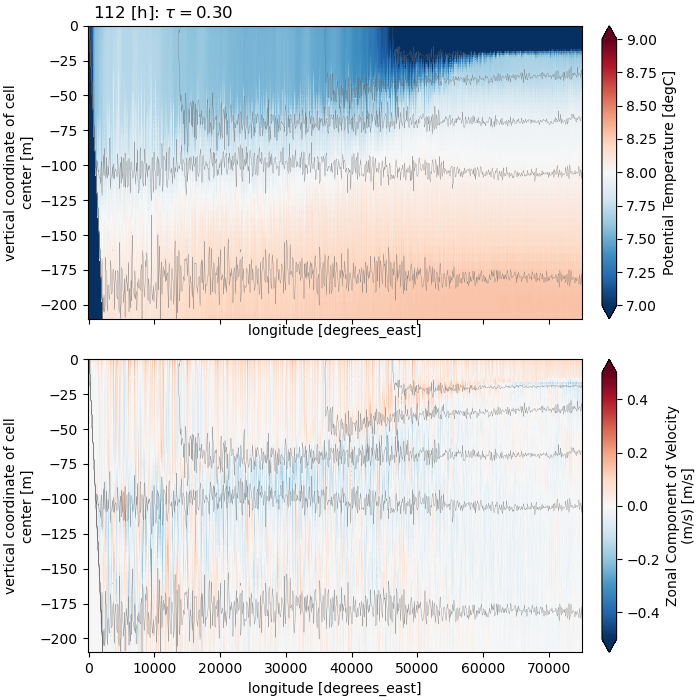 112 [h]: τ = 0.30
0
−25
−50
−75
−100
−125
−150
−175
−200
vertical coordinate of cell
center [m]
longitude [degrees_east]
9.00
8.75
8.50
8.25
8.00
7.75
7.50
7.25
7.00
Potential Temperature [degC]
0
−25
−50
−75
−100
−125
−150
−175
−200
vertical coordinate of cell
center [m]
0 10000 20000 30000 40000 50000 60000 70000
longitude [degrees_east]
0.4
0.2
0.0
−0.2
−0.4
Zonal Component of Velocity
(m/s) [m/s]